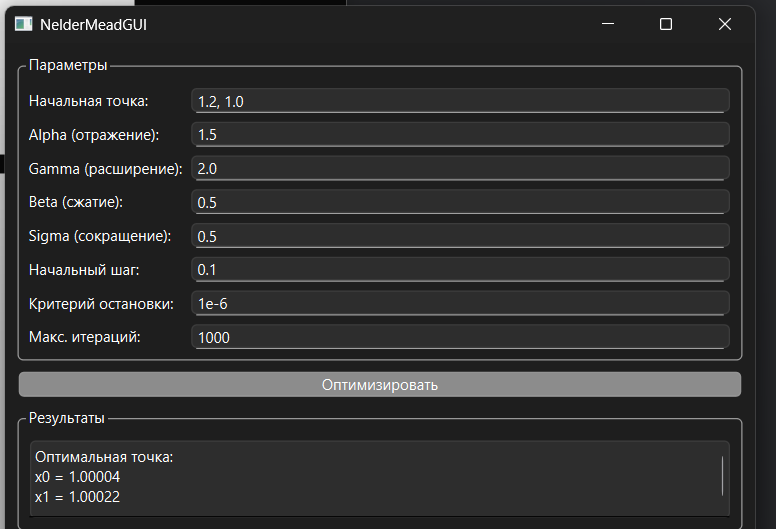 NelderMeadGUI
Параметры
Начальная точка: 1.2, 1.0
Alpha (отражение): 1.5
Gamma (расширение): 2.0
Beta (сжатие): 0.5
Sigma (сокращение): 0.5
Начальный шаг: 0.1
Критерий остановки: 1e-6
Макс. итераций: 1000
Оптимизировать
Результаты
Оптимальная точка:
x0 = 1.00004
x1 = 1.00022